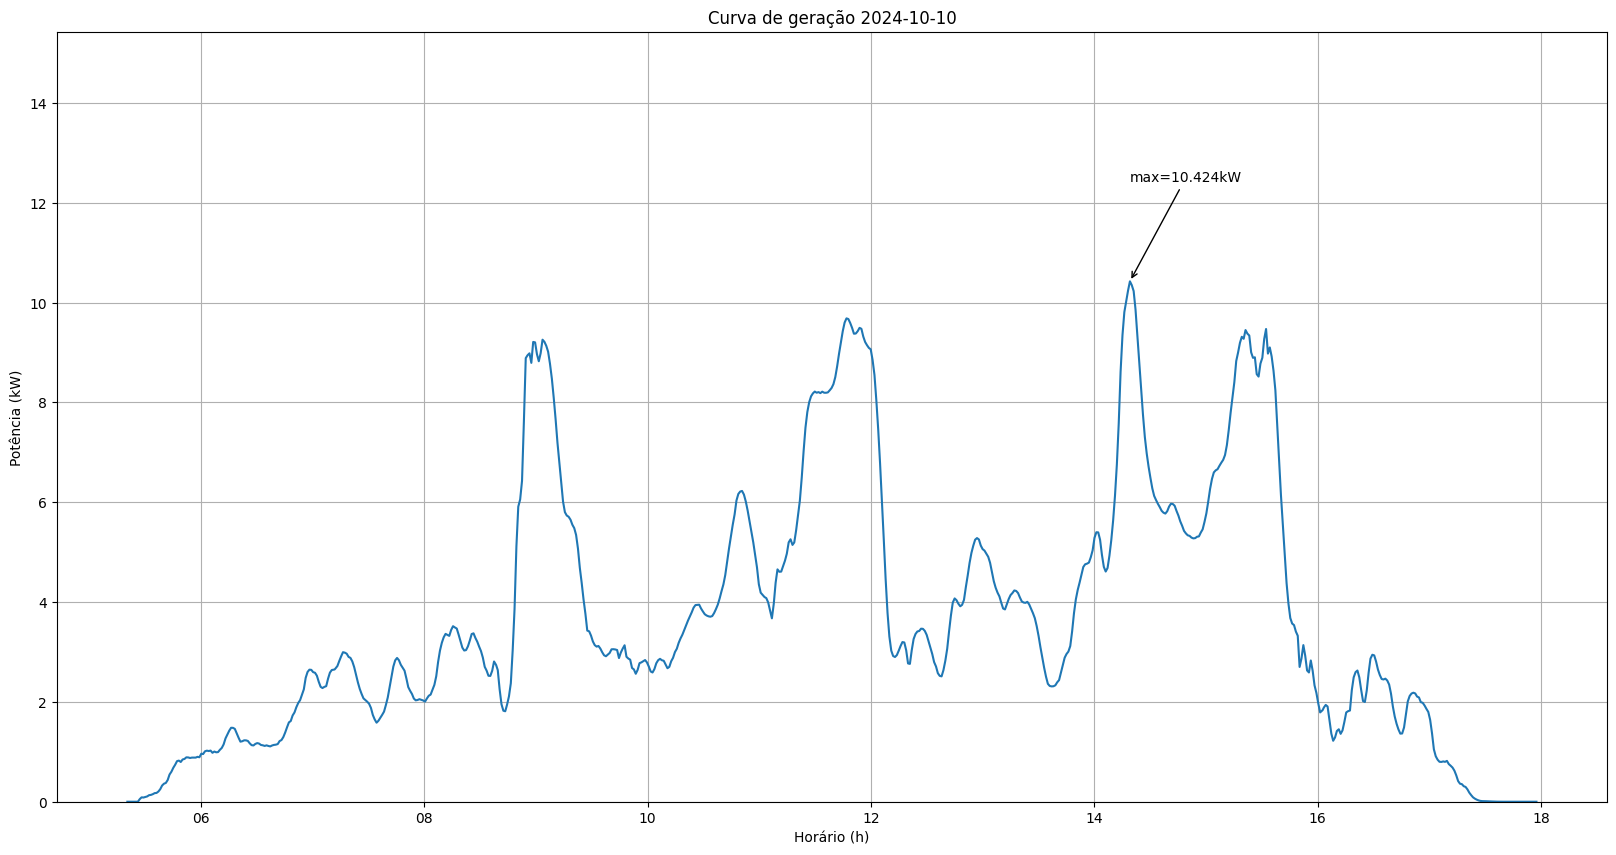 Curva de geração 2024-10-10
14
12
10
8
6
4
2
0
max=10.424kW
Potência (kW)
06 08 10 12 14 16 18
Horário (h)